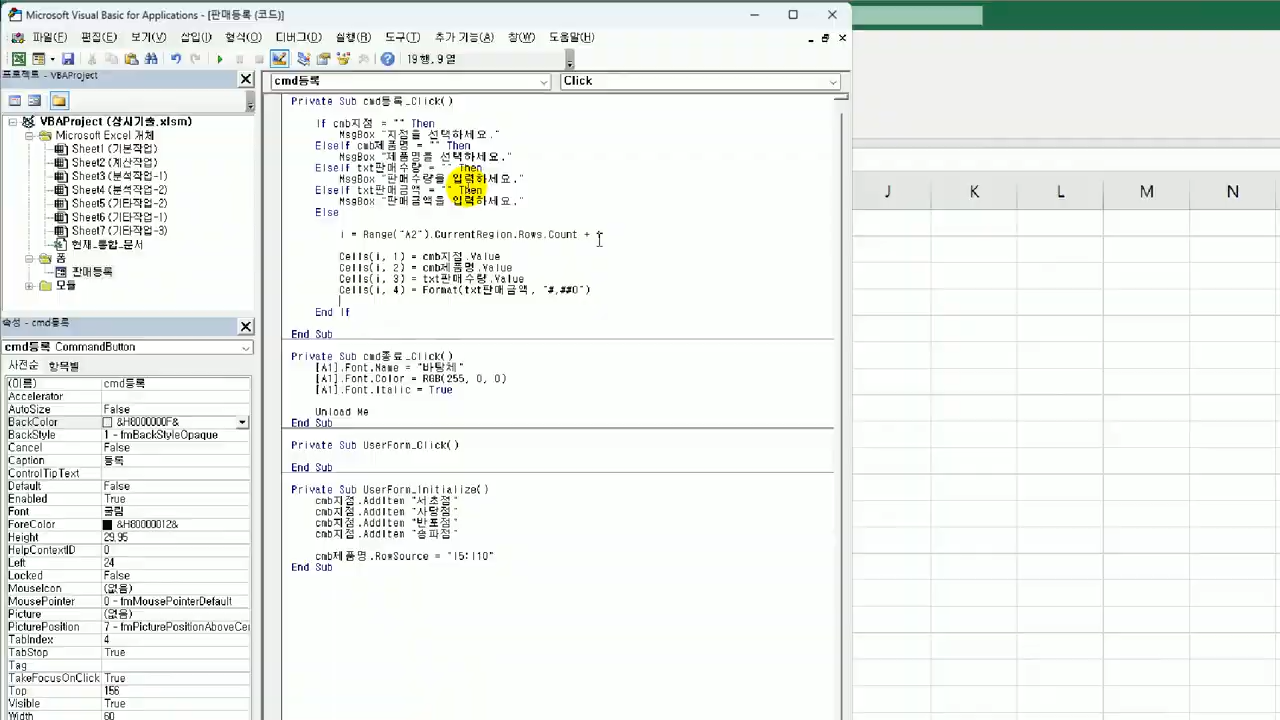 Microsoft Visual Basic for Applications - [판매등록 (코드)]
파일(F) 편집(E) 보기(V) 삽입(I) 형식(O) 디버그(D) 실행(R) 도구(T) 추가 기능(A) 창(W) 도움말(H)
19행, 9열
프로젝트 - VBAProject
VBAProject (상시기출.xlsm)
Microsoft Excel 개체
Sheet1 (기본작업)
Sheet2 (계산작업)
Sheet3 (분석작업-1)
Sheet4 (분석작업-2)
Sheet5 (기타작업-2)
Sheet6 (기타작업-1)
Sheet7 (기타작업-3)
현재_통합_문서
폼
판매등록
모듈
속성 - cmd등록
cmd등록 CommandButton
사전순 항목별
(이름) cmd등록
Accelerator
AutoSize False
BackColor &H8000000F&
BackStyle 1 - fmBackStyleOpaque
Cancel False
Caption 등록
ControlTipText
Default False
Enabled True
Font 굴림
ForeColor &H80000012&
Height 29.95
HelpContextID 0
Left 24
Locked False
MouseIcon (없음)
MousePointer 0 - fmMousePointerDefault
Picture (없음)
PicturePosition 7 - fmPicturePositionAboveCen
TabIndex 4
TabStop True
Tag
TakeFocusOnClick True
Top 156
Visible True
Width 60
cmd등록 Click
Private Sub cmd등록_Click()
If cmb지점 = "" Then
MsgBox "지점을 선택하세요."
ElseIf cmb제품명 = "" Then
MsgBox "제품명를 선택하세요."
ElseIf txt판매수량 = "" Then
MsgBox "판매수량을 입력하세요."
ElseIf txt판매금액 = "" Then
MsgBox "판매금액을 입력하세요."
Else
i = Range("A2").CurrentRegion.Rows.Count +
Cells(i, 1) = cmb지점.Value
Cells(i, 2) = cmb제품명.Value
Cells(i, 3) = txt판매수량.Value
Cells(i, 4) = Format(txt판매금액, "#,##0")
End If
End Sub
Private Sub cmd종료_Click()
[A1].Font.Name = "바탕체"
[A1].Font.Color = RGB(255, 0, 0)
[A1].Font.Italic = True
Unload Me
End Sub
Private Sub UserForm_Click()
End Sub
Private Sub UserForm_Initialize()
cmb지점.AddItem "서초점"
cmb지점.AddItem "사당점"
cmb지점.AddItem "반포점"
cmb지점.AddItem "송파점"
cmb제품명.RowSource = "I5:I10"
End Sub
J K L M N